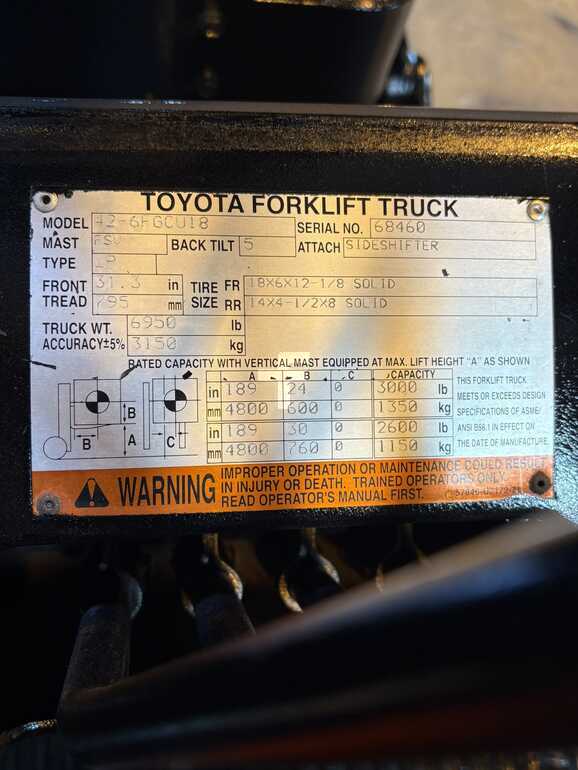 TOYOTA FORKLIFT TRUCK
MODEL 42-6FGCU18 SERIAL NO. 68460
MAST FSV BACK TILT 5 ATTACH SIDESHIFTER
TYPE LP
FRONT TREAD 31.3 in TIRE SIZE FR 18X6X12-1/8 SOLID
795 mm RR 14X4-1/2X8 SOLID
TRUCK WT. 6950 lb
ACCURACY±5% 3150 kg
RATED CAPACITY WITH VERTICAL MAST EQUIPPED AT MAX. LIFT HEIGHT "A" AS SHOWN
A B C CAPACITY
in 189 24 0 3000 lb
mm 4800 600 0 1350 kg
in 189 30 0 2600 lb
mm 4800 760 0 1150 kg
B B A C A
THIS FORKLIFT TRUCK
MEETS OR EXCEEDS DESIGN
SPECIFICATIONS OF ASME/
ANSI B56.1 IN EFFECT ON
THE DATE OF MANUFACTURE.
WARNING
IMPROPER OPERATION OR MAINTENANCE COULD RESULT
IN INJURY OR DEATH. TRAINED OPERATORS ONLY.
READ OPERATOR'S MANUAL FIRST.